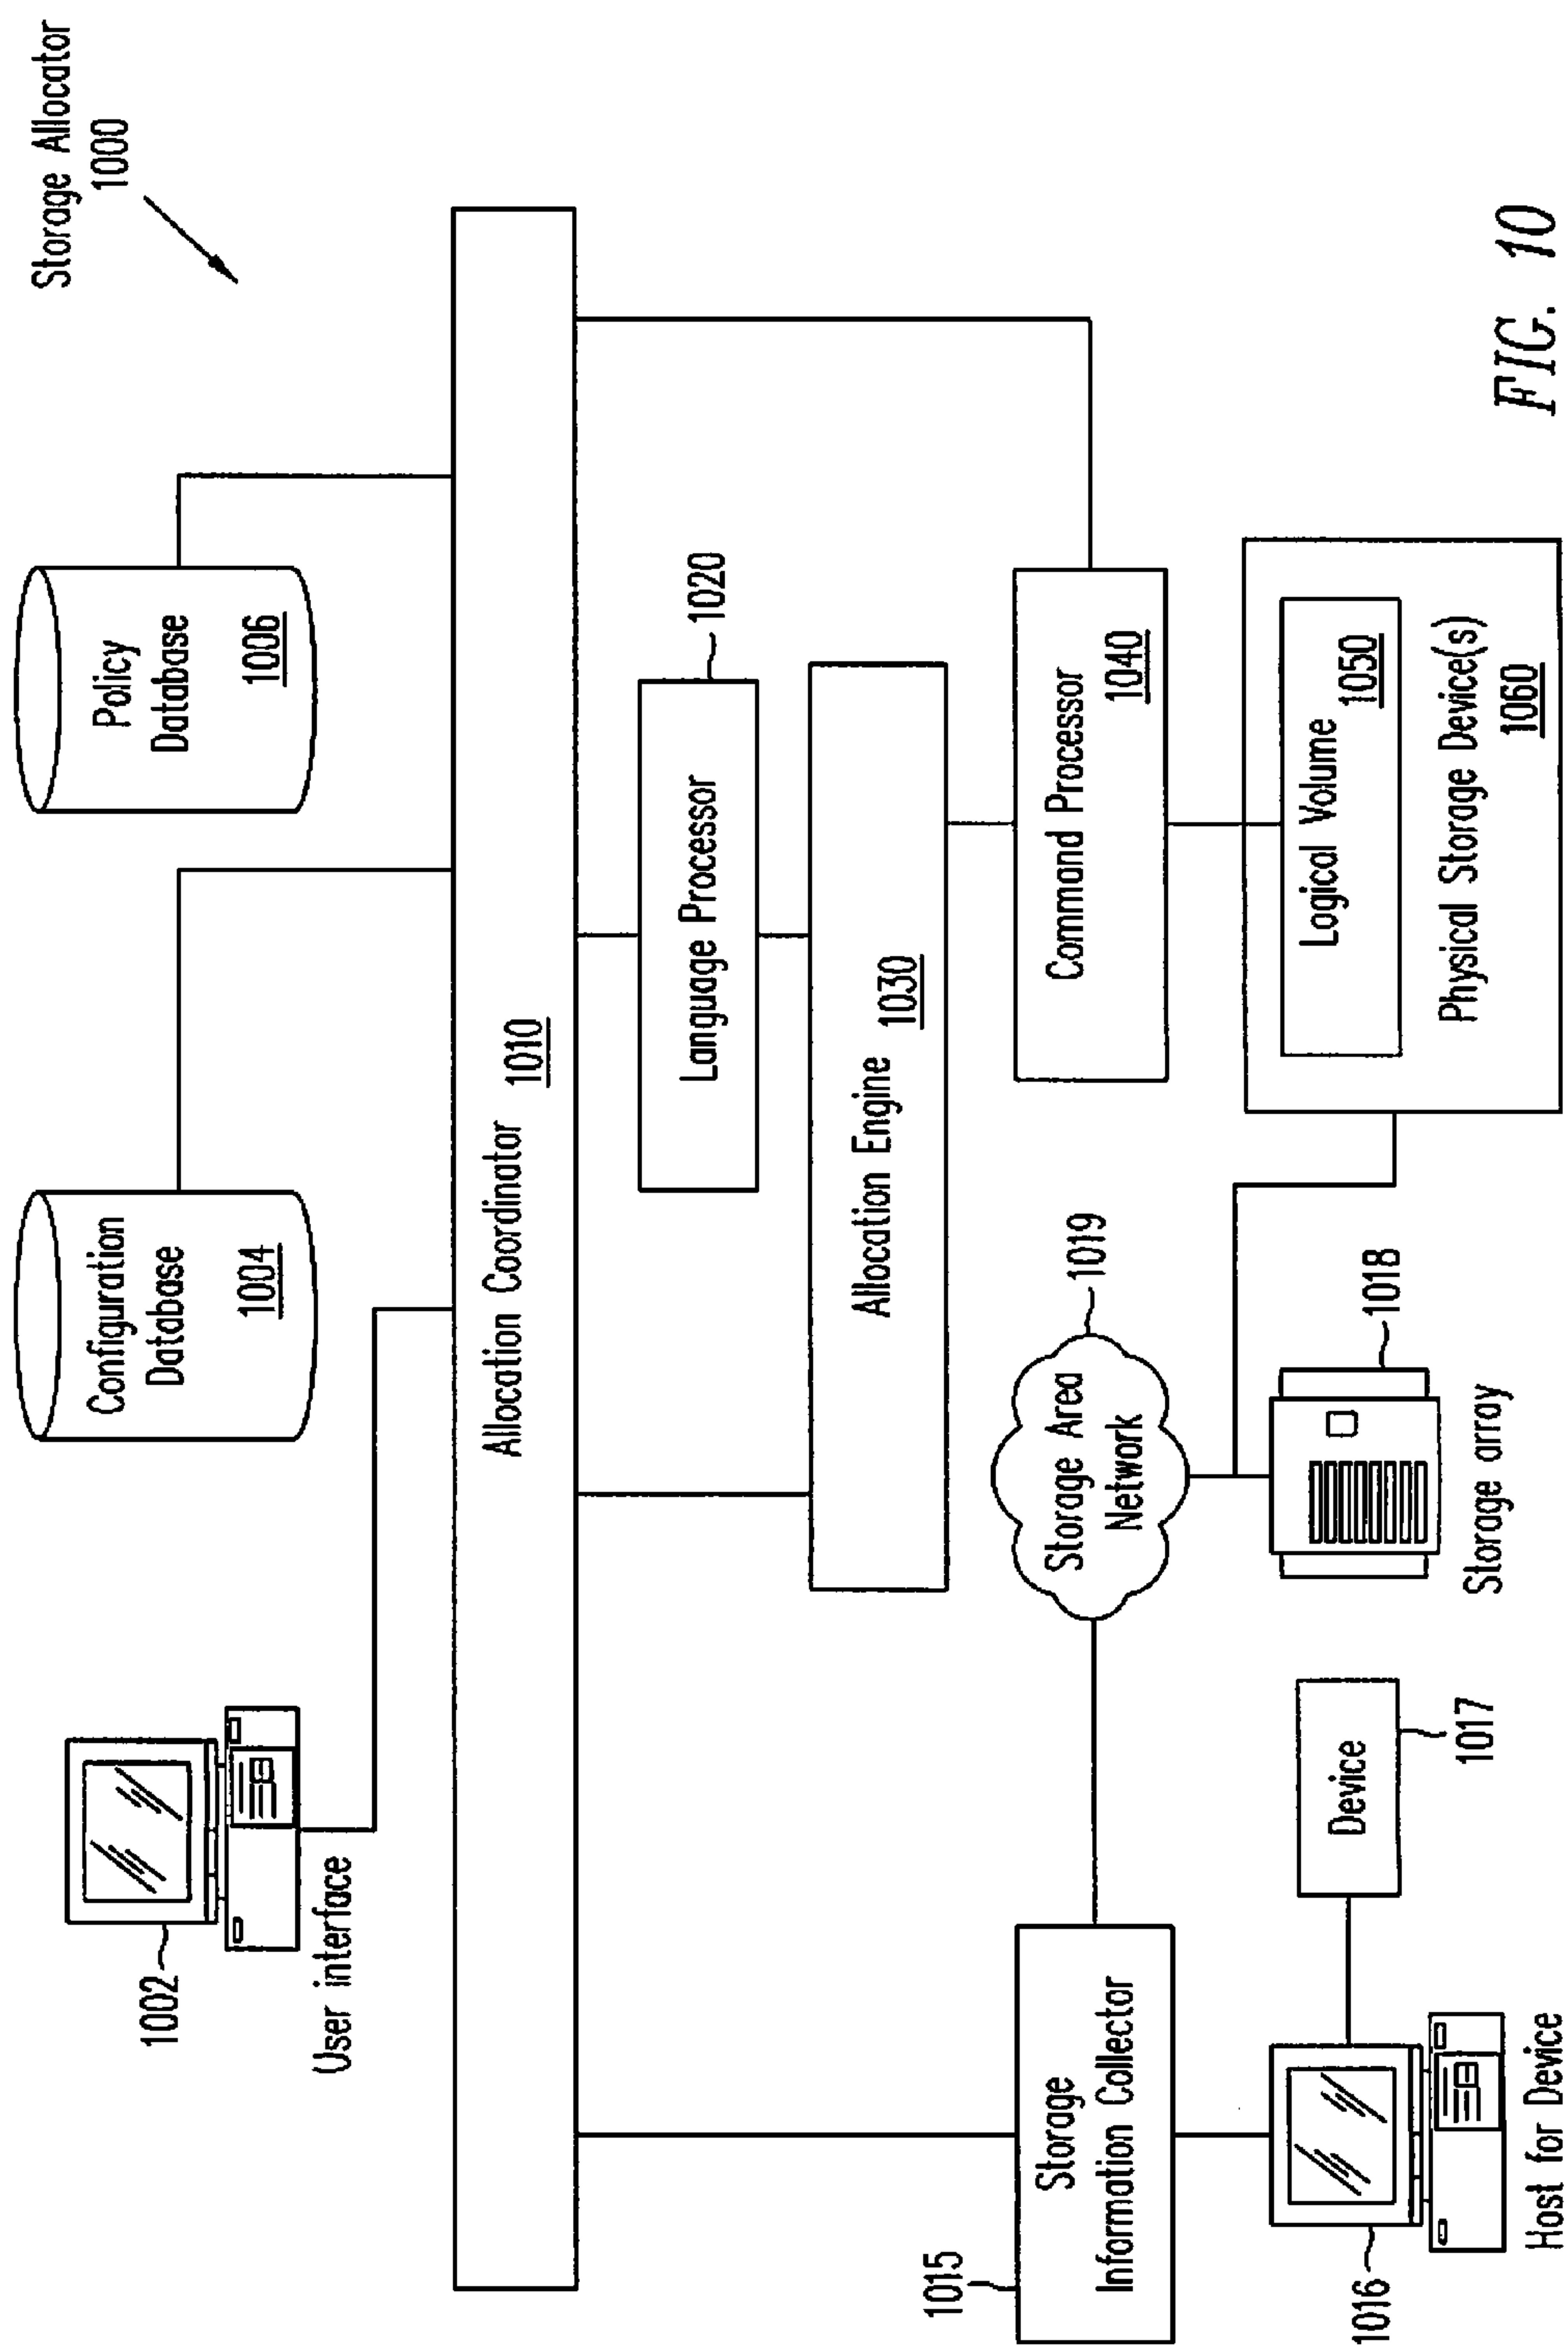 Storage Allocator
1000
1002
User interface
Configuration
Database
1004
Policy
Database
1006
Allocation Coordinator
1010
Language Processor
1020
Allocation Engine
1030
Storage
Information Collector
1015
Storage Area
Network
1019
Command Processor
1040
Host for Device
1016
Device
1017
Storage array
1018
Logical Volume
1050
Physical Storage Device(s)
1060
FIG. 10